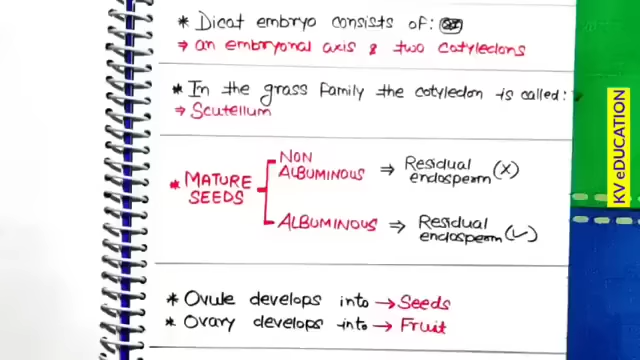 * Dicot embryo consists of:
⇒ an embryonal axis & two cotyledons
* In the grass family the cotyledon is called:
⇒ Scutellum
* MATURE SEEDS
NON ALBUMINOUS ⇒ Residual endosperm (X)
ALBUMINOUS ⇒ Residual endosperm (✓)
* Ovule develops into → Seeds
* Ovary develops into → Fruit
KV eDUCATION